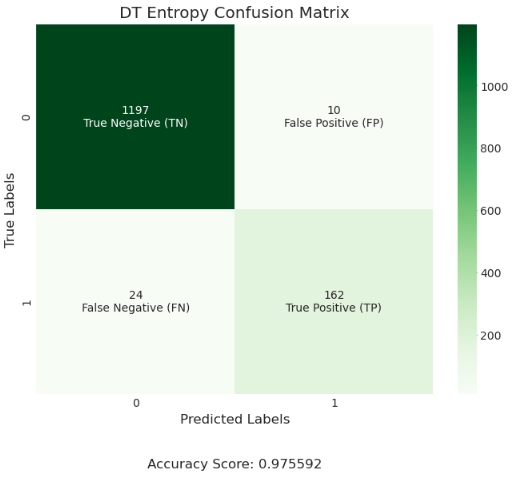 DT Entropy Confusion Matrix
True Labels
0
1197
True Negative (TN)
10
False Positive (FP)
1
24
False Negative (FN)
162
True Positive (TP)
0
1
Predicted Labels
1000
800
600
400
200
Accuracy Score: 0.975592